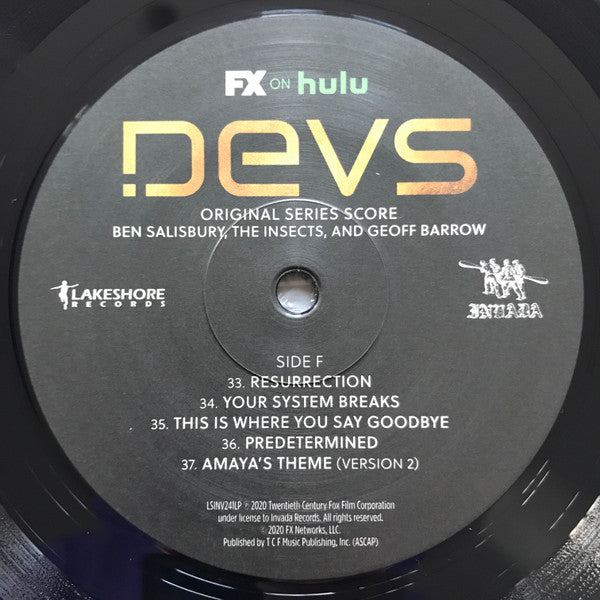 FX ON hulu
DEVS
ORIGINAL SERIES SCORE
BEN SALISBURY, THE INSECTS, AND GEOFF BARROW
LAKESHORE
RECORDS
INVADA
SIDE F
33. RESURRECTION
34. YOUR SYSTEM BREAKS
35. THIS IS WHERE YOU SAY GOODBYE
36. PREDETERMINED
37. AMAYA'S THEME (VERSION 2)
LSINV241LP ℗ 2020 Twentieth Century Fox Film Corporation
under license to Invada Records. All rights reserved.
© 2020 FX Networks, LLC.
Published by T C F Music Publishing, Inc. (ASCAP)